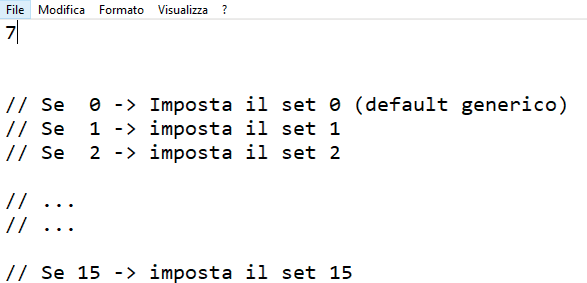 File Modifica Formato Visualizza ?
7
// Se  0 -> Imposta il set 0 (default generico)
// Se  1 -> imposta il set 1
// Se  2 -> imposta il set 2
// ...
// ...
// Se 15 -> imposta il set 15